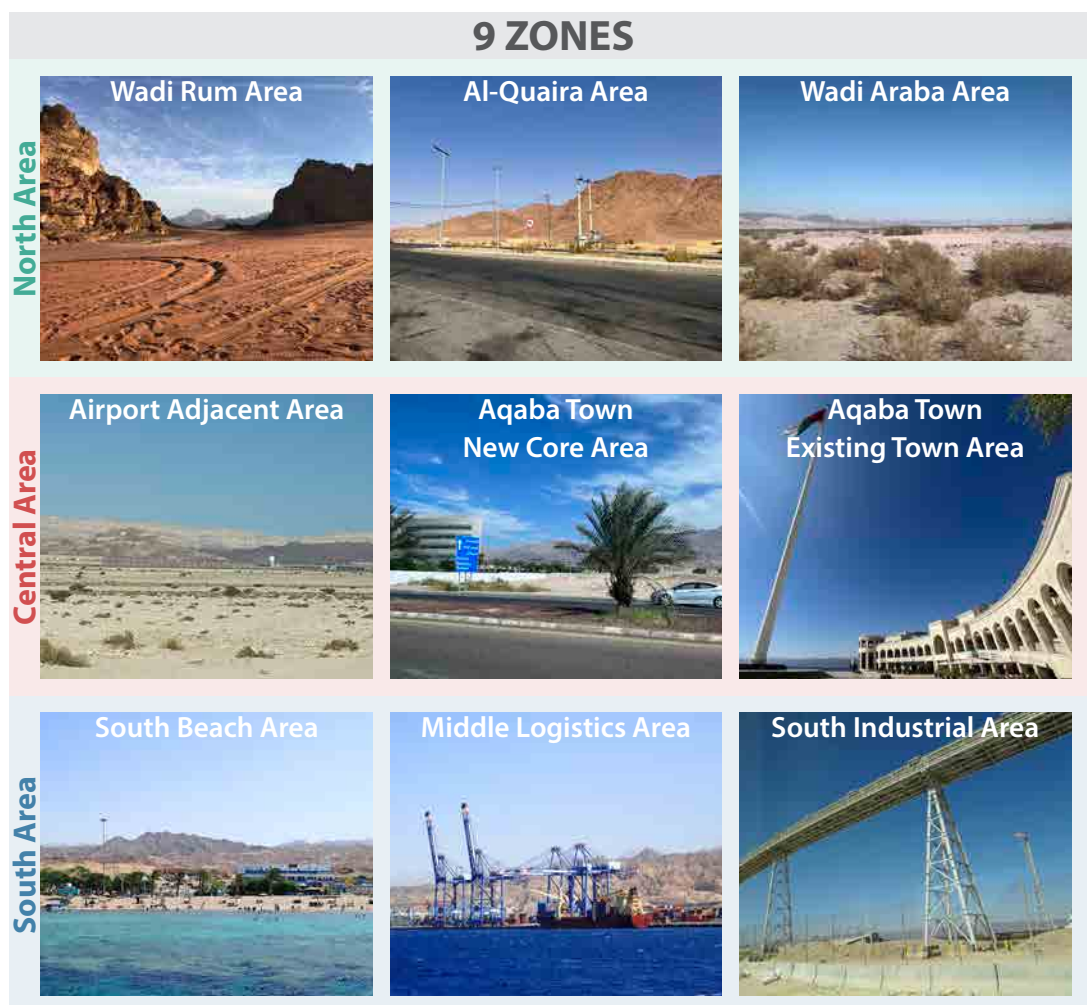 9 ZONES
North Area
Wadi Rum Area
Al-Quaira Area
Wadi Araba Area
Central Area
Airport Adjacent Area
Aqaba Town
New Core Area
Aqaba Town
Existing Town Area
South Area
South Beach Area
Middle Logistics Area
South Industrial Area